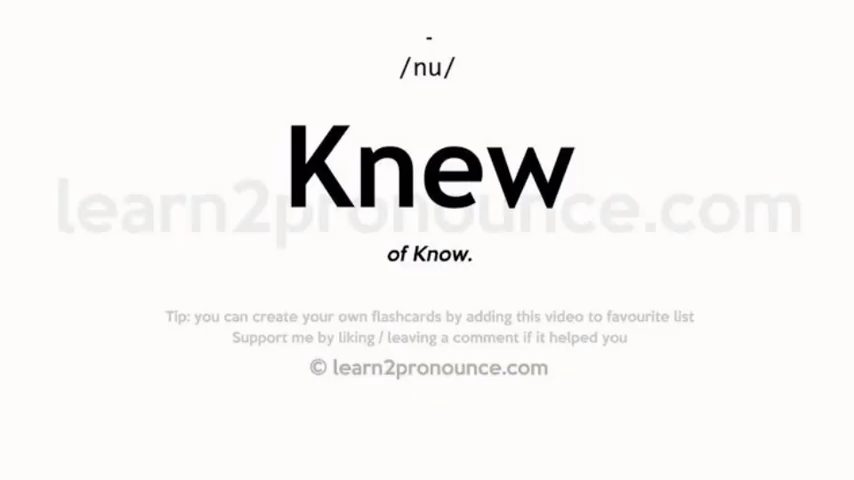 -
/nu/
Knew
learn2pronounce.com
of Know.
Tip: you can create your own flashcards by adding this video to favourite list
Support me by liking / leaving a comment if it helped you
© learn2pronounce.com